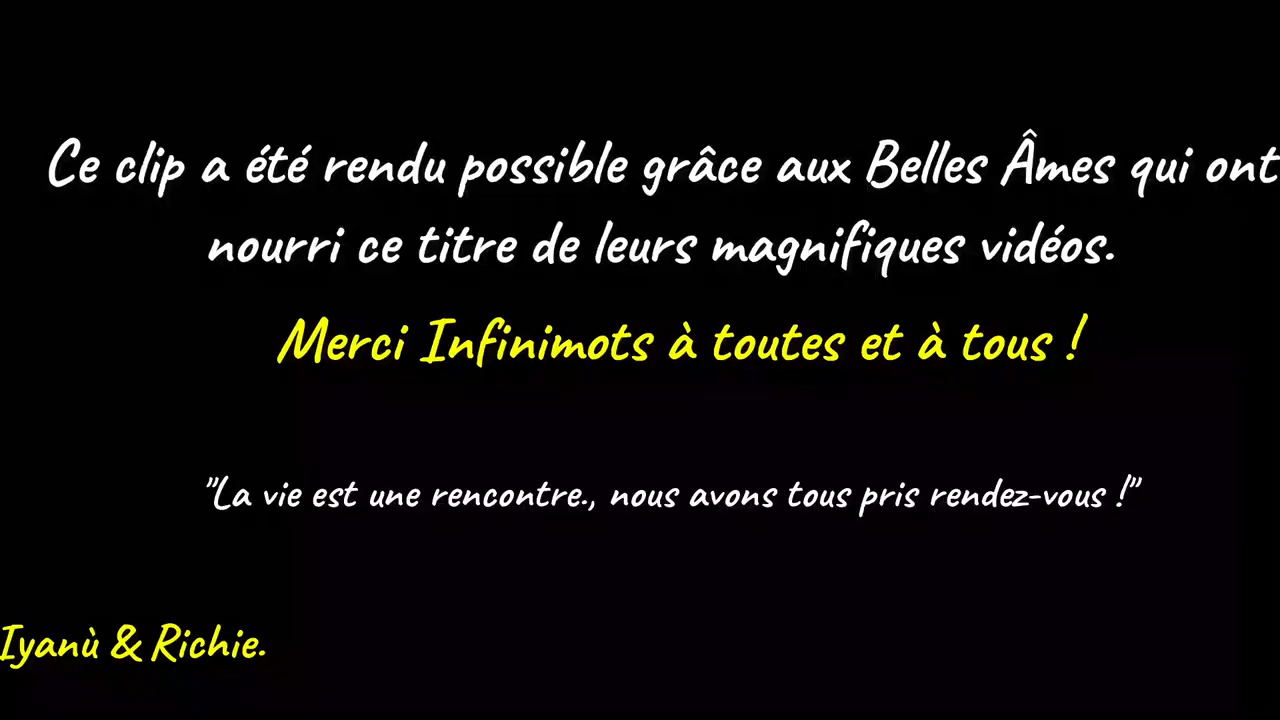 Ce clip a été rendu possible grâce aux Belles Âmes qui ont
nourri ce titre de leurs magnifiques vidéos.
Merci Infinimots à toutes et à tous !
"La vie est une rencontre., nous avons tous pris rendez-vous !"
Iyanù & Richie.